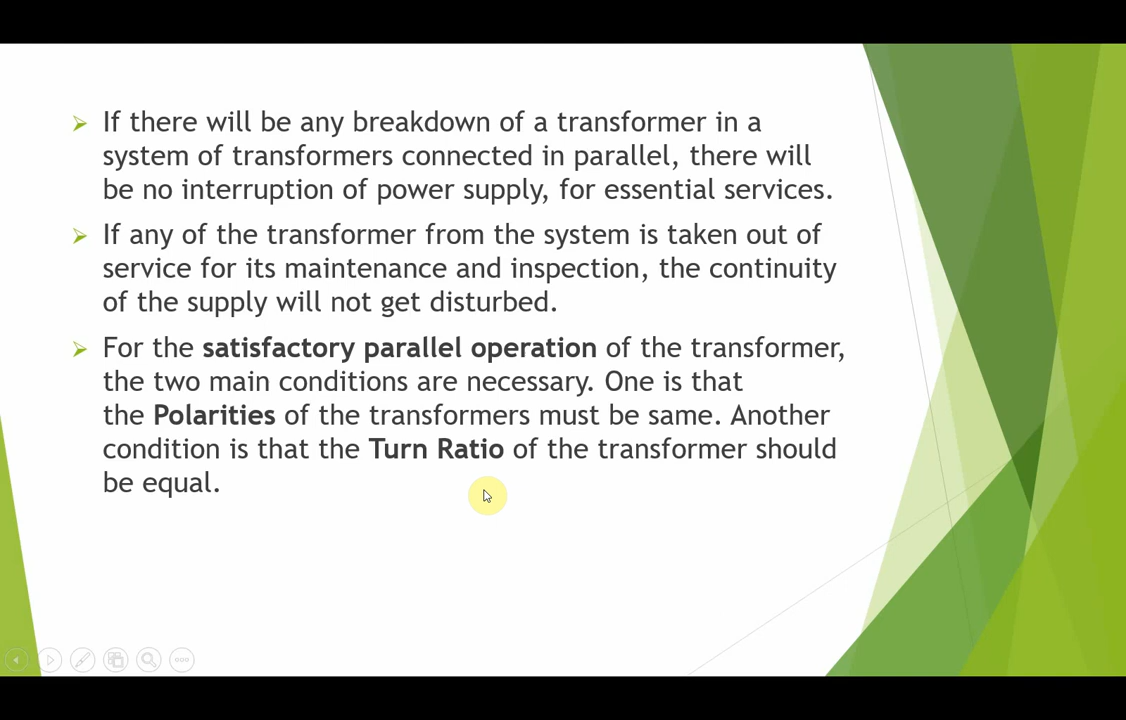 If there will be any breakdown of a transformer in a
system of transformers connected in parallel, there will
be no interruption of power supply, for essential services.
If any of the transformer from the system is taken out of
service for its maintenance and inspection, the continuity
of the supply will not get disturbed.
For the satisfactory parallel operation of the transformer,
the two main conditions are necessary. One is that
the Polarities of the transformers must be same. Another
condition is that the Turn Ratio of the transformer should
be equal.